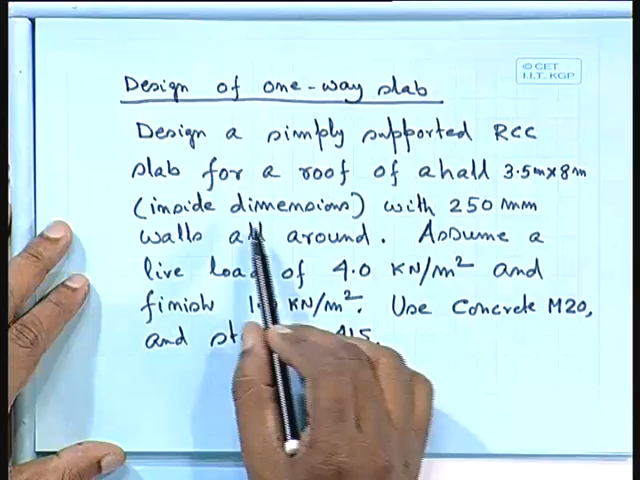 © CET
I.I.T. KGP
Design of one-way slab
Design a simply supported RCC
slab for a roof of a hall 3.5m x 8m
(inside dimensions) with 250 mm
walls all around. Assume a
live load of 4.0 KN/m² and
finish KN/m². Use Concrete M20,
and 415.